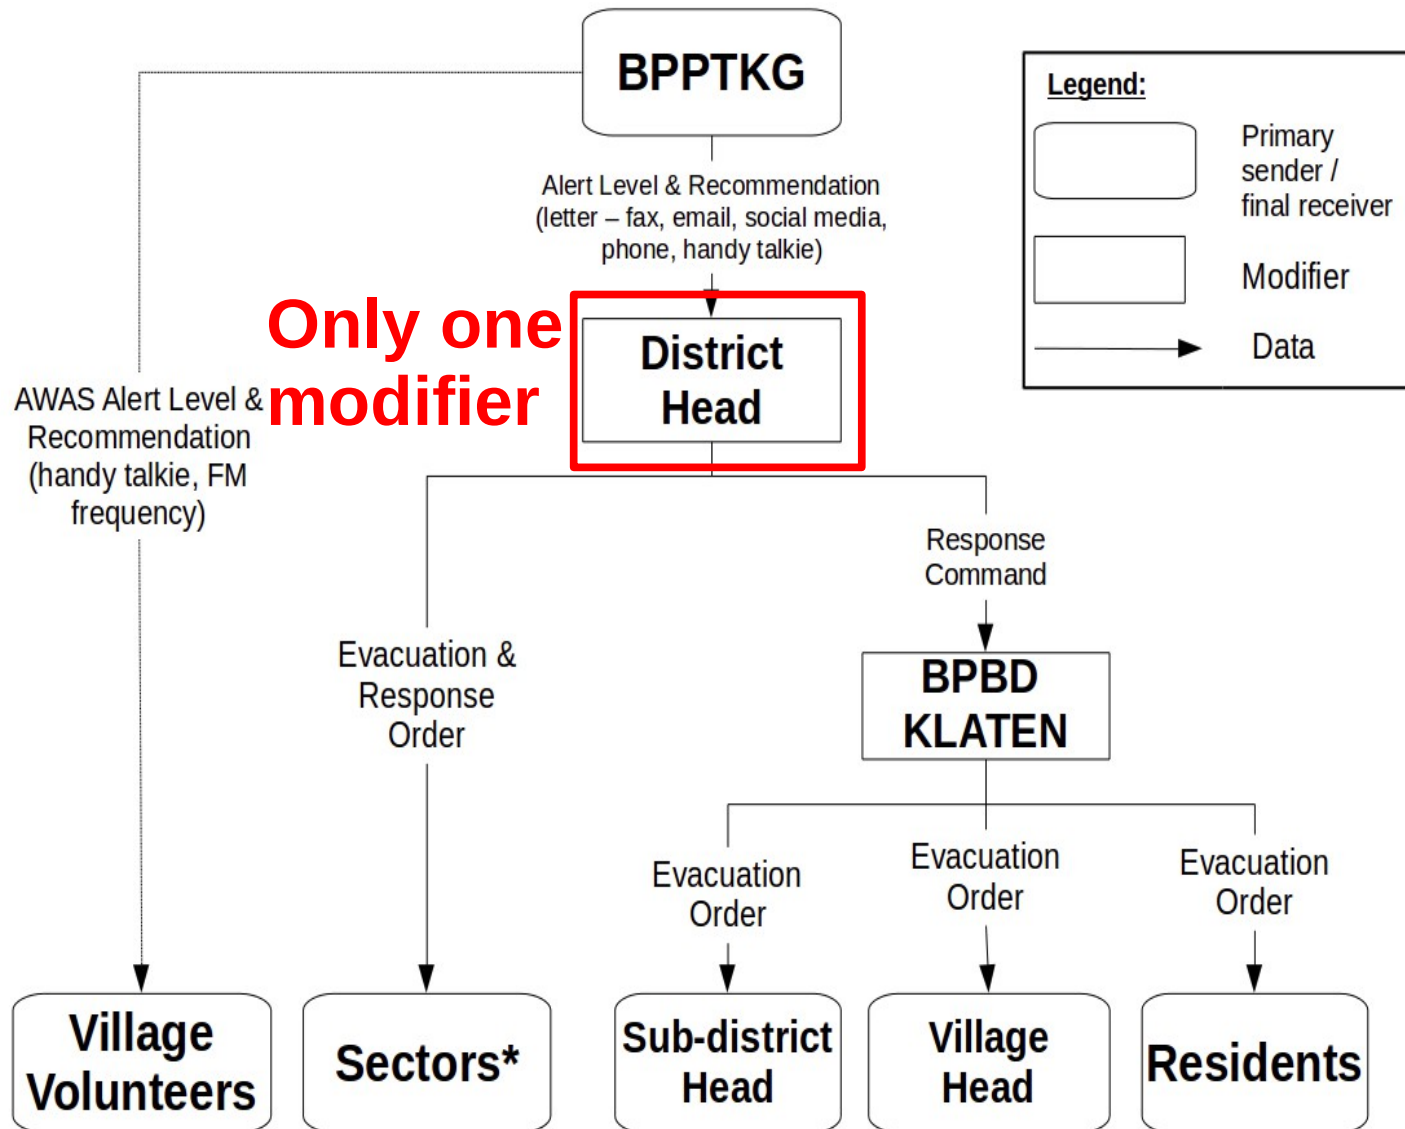 BPPTKG
Legend:
Primary
sender /
final receiver
Modifier
Data
Alert Level & Recommendation
(letter – fax, email, social media,
phone, handy talkie)
Only one
modifier
District
Head
AWAS Alert Level &
Recommendation
(handy talkie, FM
frequency)
Response
Command
Evacuation &
Response
Order
BPBD
KLATEN
Evacuation
Order
Evacuation
Order
Evacuation
Order
Village
Volunteers
Sectors*
Sub-district
Head
Village
Head
Residents